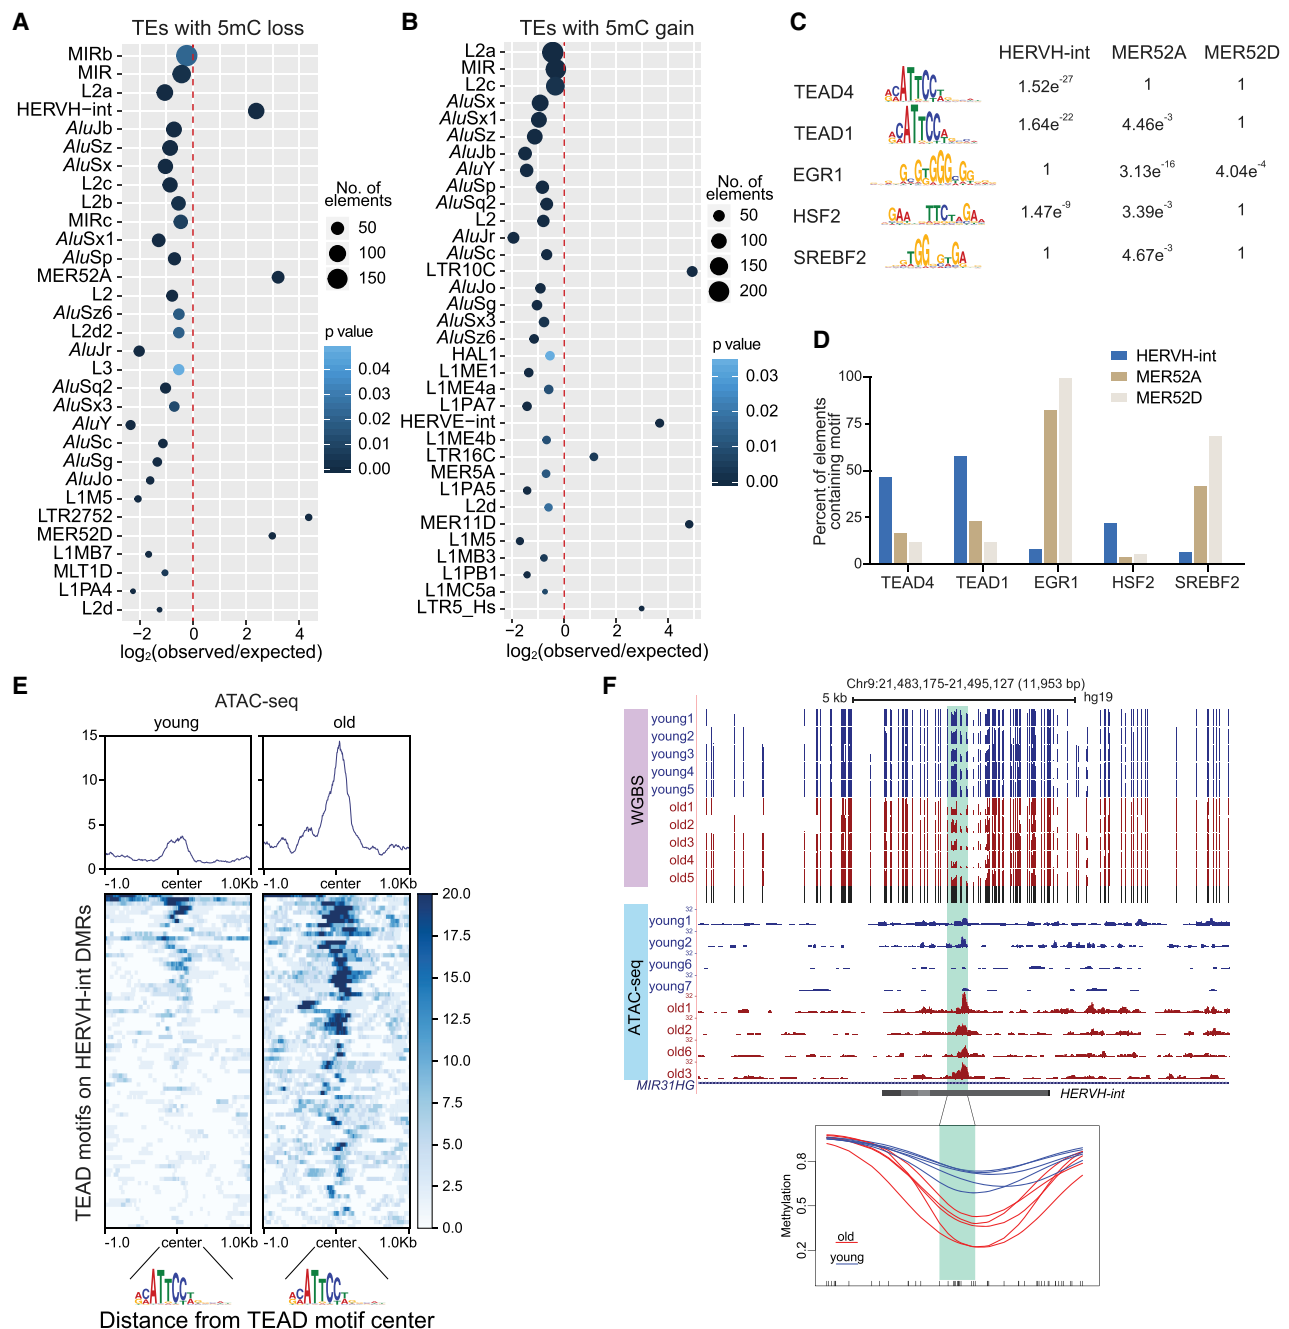 A
TEs with 5mC loss
MIRb
MIR
L2a
HERVH−int
AluJb
AluSz
AluSx
L2c
L2b
MIRc
AluSx1
AluSp
MER52A
L2
AluSz6
L2d2
AluJr
L3
AluSq2
AluSx3
AluY
AluSc
AluSg
AluJo
L1M5
LTR2752
MER52D
L1MB7
MLT1D
L1PA4
L2d
−2 0 2 4
log2(observed/expected)
No. of
elements
50
100
150
p value
0.04
0.03
0.02
0.01
0.00
B
TEs with 5mC gain
L2a
MIR
L2c
AluSx
AluSx1
AluSz
AluJb
AluY
AluSp
AluSq2
L2
AluJr
AluSc
LTR10C
AluJo
AluSg
AluSx3
AluSz6
HAL1
L1ME1
L1ME4a
L1PA7
HERVE−int
L1ME4b
LTR16C
MER5A
L1PA5
L2d
MER11D
L1M5
L1MB3
L1PB1
L1MC5a
LTR5_Hs
−2 0 2 4
log2(observed/expected)
No. of
elements
50
100
150
200
p value
0.03
0.02
0.01
0.00
C
HERVH-int MER52A MER52D
TEAD4 1.52e-27 1 1
TEAD1 1.64e-22 4.46e-3 1
EGR1 1 3.13e-16 4.04e-4
HSF2 1.47e-9 3.39e-3 1
SREBF2 1 4.67e-3 1
D
HERVH-int
MER52A
MER52D
Percent of elements
containing motif
100
75
50
25
0
TEAD4 TEAD1 EGR1 HSF2 SREBF2
E
ATAC-seq
young old
15
10
5
0
-1.0 center 1.0Kb -1.0 center 1.0Kb
TEAD motifs on HERVH-int DMRs
20.0
17.5
15.0
12.5
10.0
7.5
5.0
2.5
0.0
-1.0 center 1.0Kb -1.0 center 1.0Kb
Distance from TEAD motif center
F
Chr9:21,483,175-21,495,127 (11,953 bp)
5 kb hg19
WGBS
young1
young2
young3
young4
young5
old1
old2
old3
old4
old5
ATAC-seq
32
young1
32
young2
32
young6
32
young7
32
old1
32
old2
32
old6
32
old3
MIR31HG
HERVH-int
Methylation
0.8
0.5
0.2
old
young